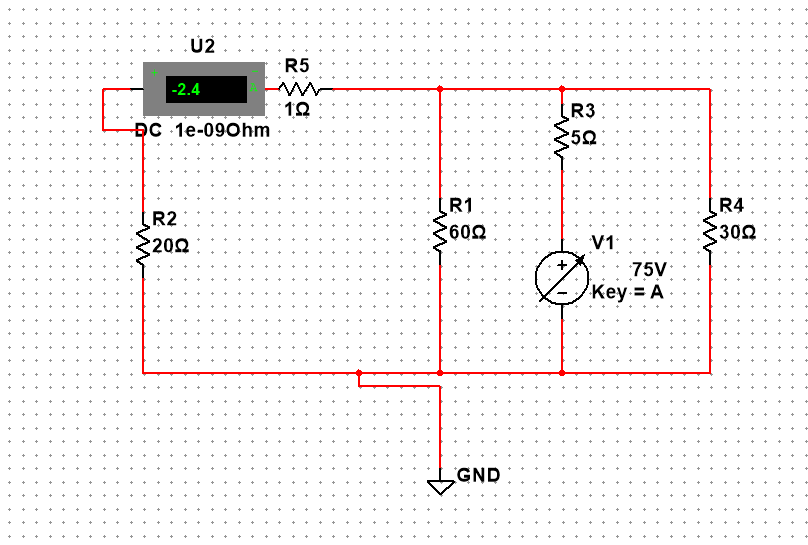 U2
+
-
-2.4
A
DC 1e-09Ohm
R5
1Ω
R3
5Ω
R2
20Ω
R1
60Ω
R4
30Ω
V1
+
−
75V
Key = A
GND